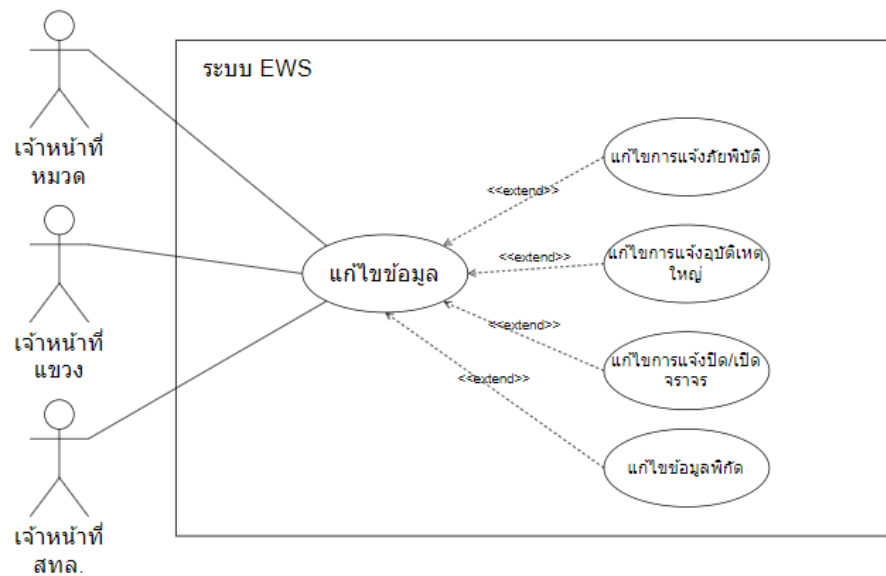 ระบบ EWS
เจ้าหน้าที่
หมวด
แก้ไขการแจ้งภัยพิบัติ
<<extend>>
เจ้าหน้าที่
แขวง
แก้ไขข้อมูล
<<extend>>
แก้ไขการแจ้งอุบัติเหตุ
ใหญ่
<<extend>>
แก้ไขการแจ้งปิด/เปิด
จราจร
<<extend>>
แก้ไขข้อมูลพิกัด
เจ้าหน้าที่
สทล.